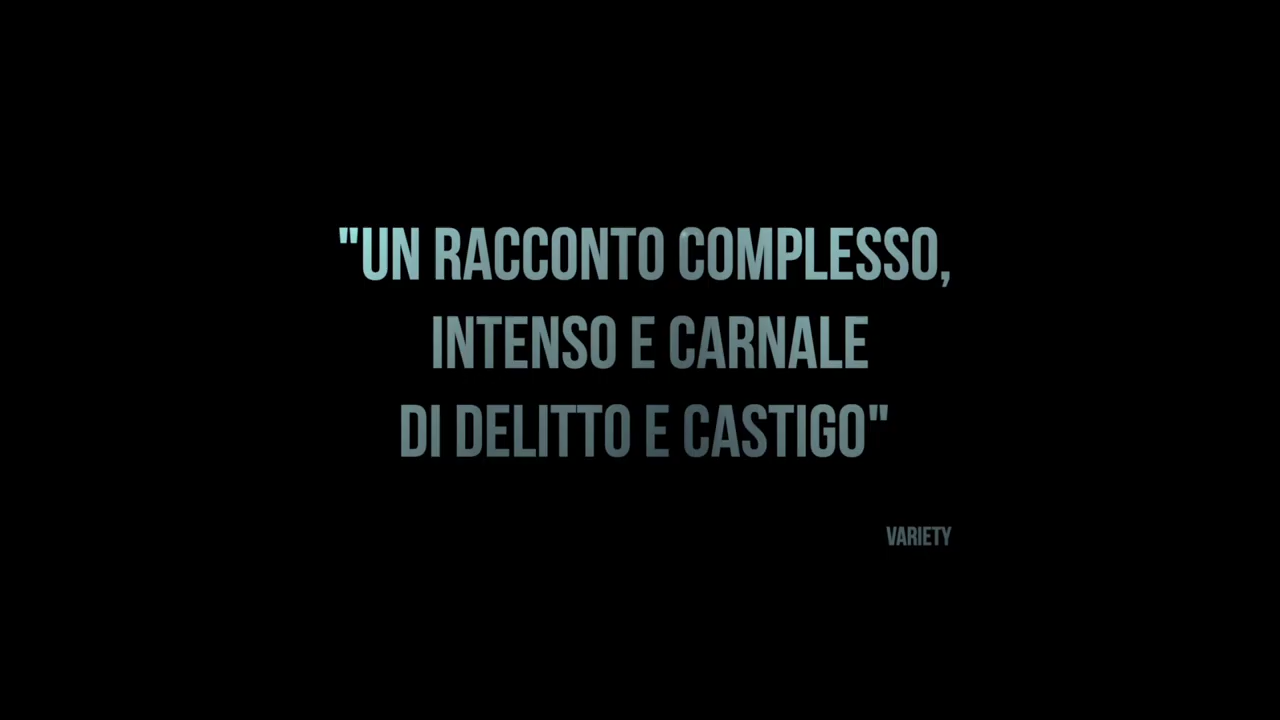 "UN RACCONTO COMPLESSO,
INTENSO E CARNALE
DI DELITTO E CASTIGO"
VARIETY